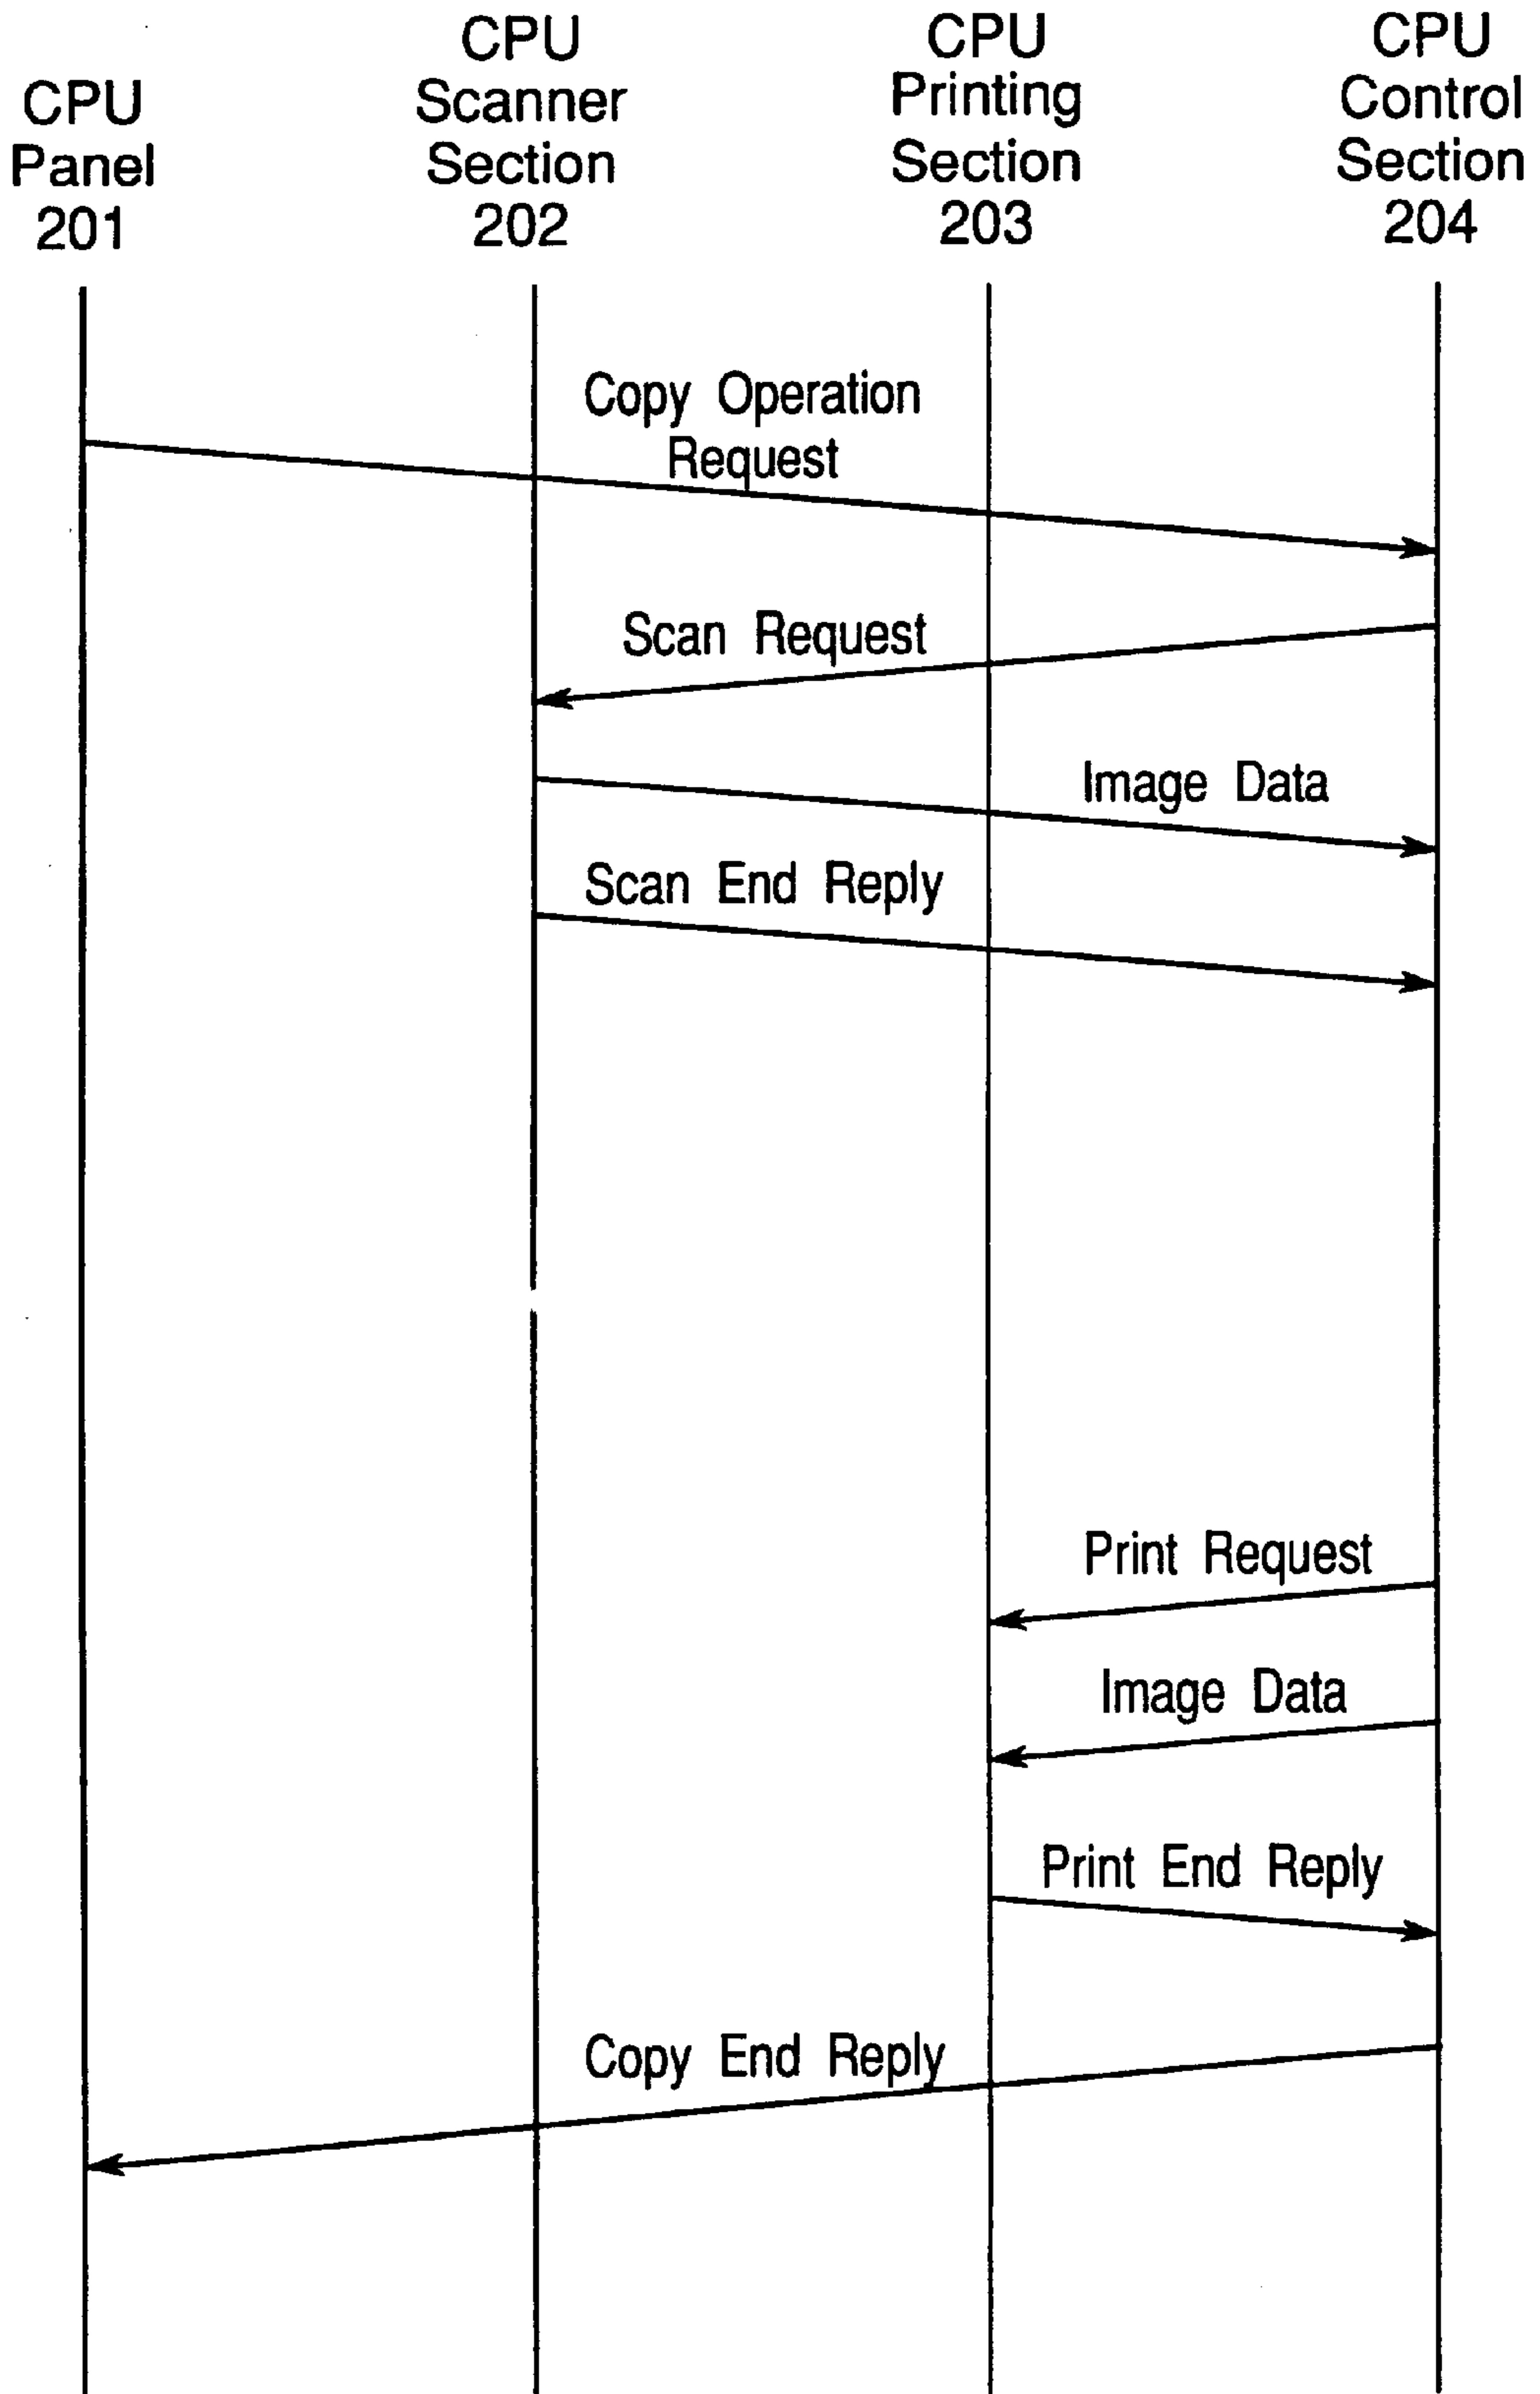 CPU
Panel
201
CPU
Scanner
Section
202
CPU
Printing
Section
203
CPU
Control
Section
204
Copy Operation
Request
Scan Request
Image Data
Scan End Reply
Print Request
Image Data
Print End Reply
Copy End Reply